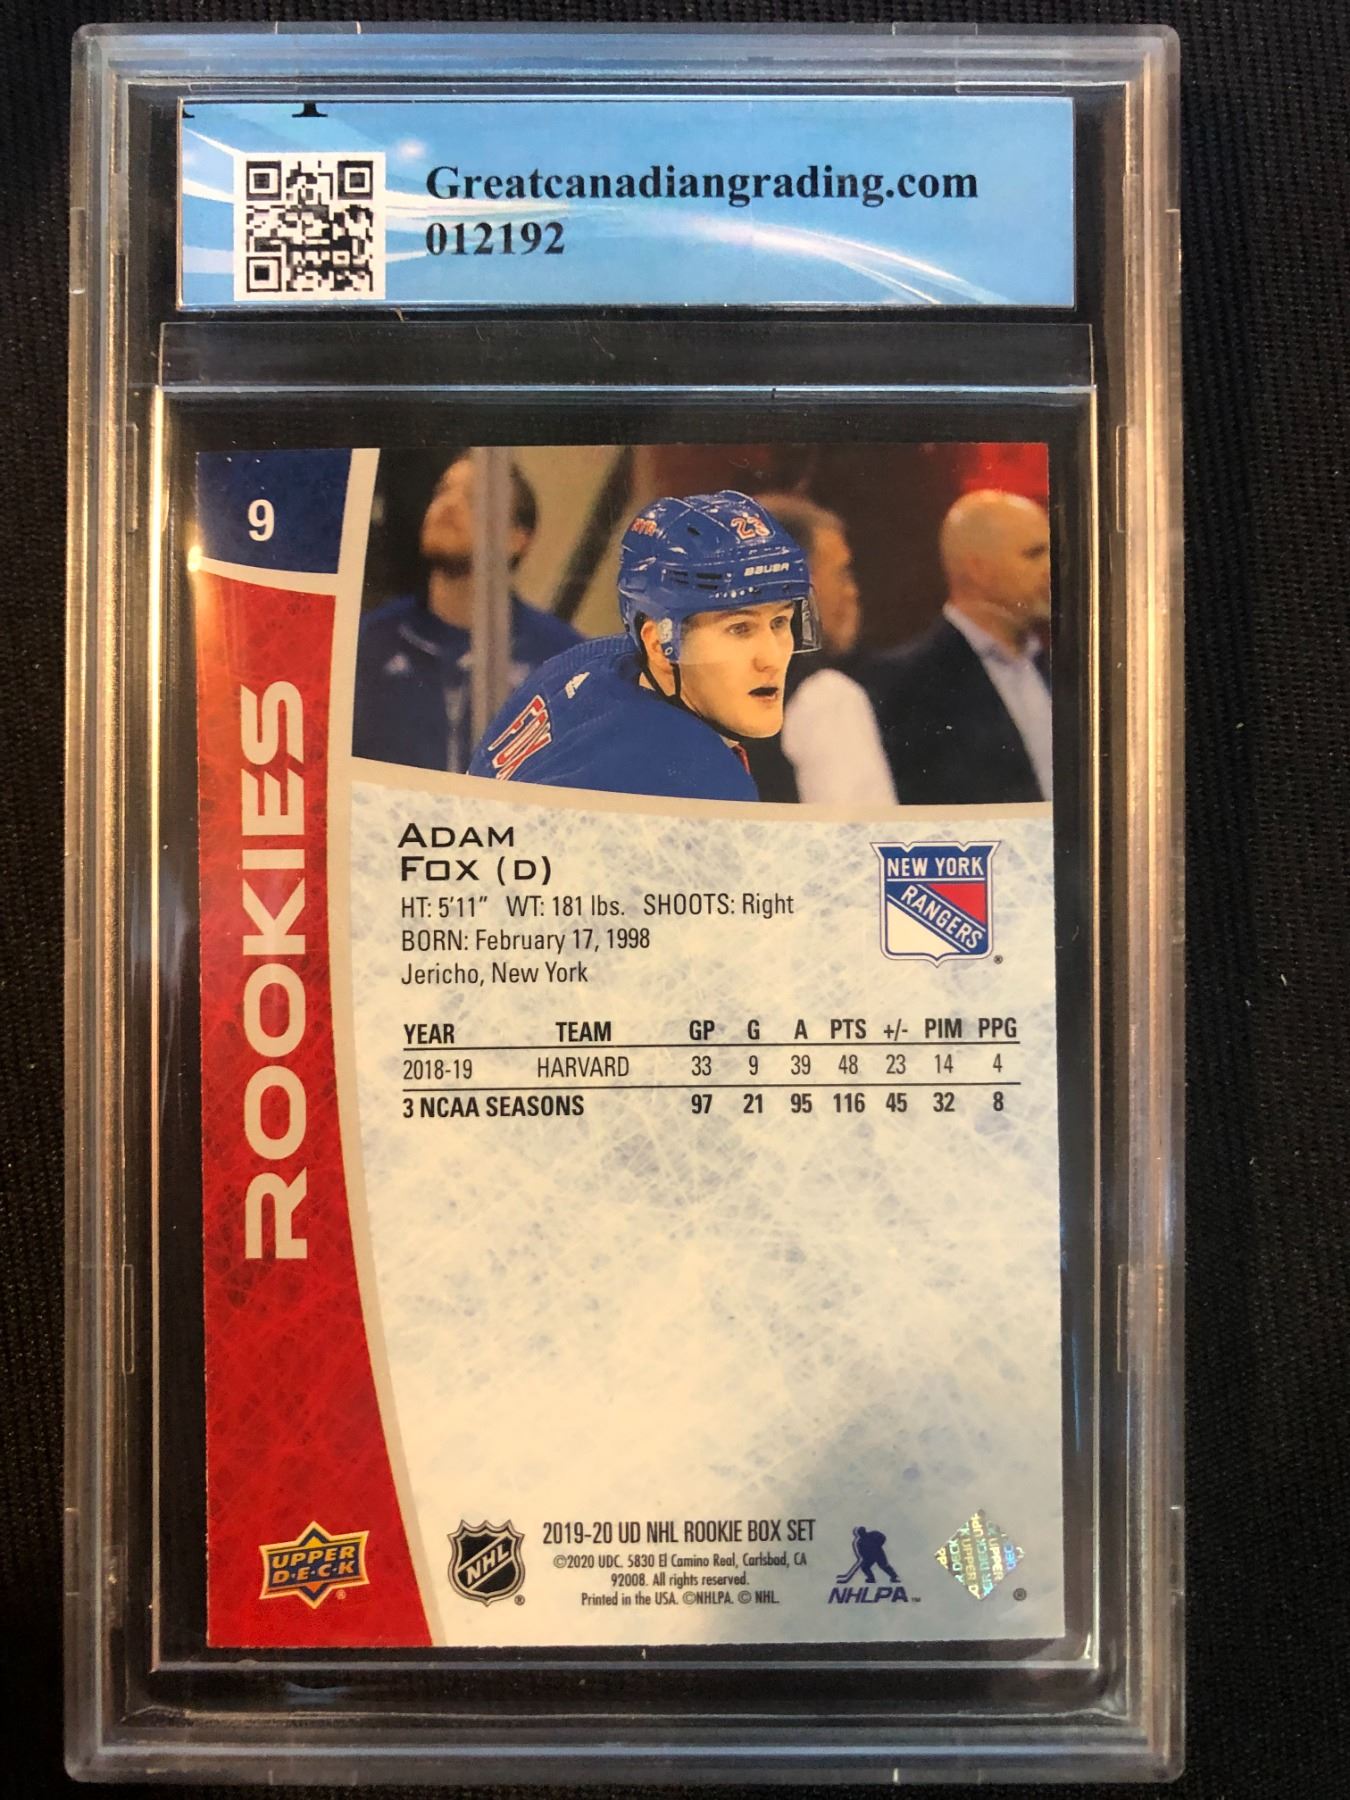 Greatcanadiangrading.com
012192
9
23
BAUER
FOX
ROOKIES
ADAM
FOX (D)
HT: 5'11" WT: 181 lbs. SHOOTS: Right
BORN: February 17, 1998
Jericho, New York
NEW YORK
RANGERS
®
YEAR TEAM GP G A PTS +/- PIM PPG
2018-19 HARVARD 33 9 39 48 23 14 4
3 NCAA SEASONS 97 21 95 116 45 32 8
UPPER
D·E·C·K
®
NHL
®
2019-20 UD NHL ROOKIE BOX SET
©2020 UDC. 5830 El Camino Real, Carlsbad, CA
92008. All rights reserved.
Printed in the USA. ©NHLPA. © NHL.
NHLPA™
®